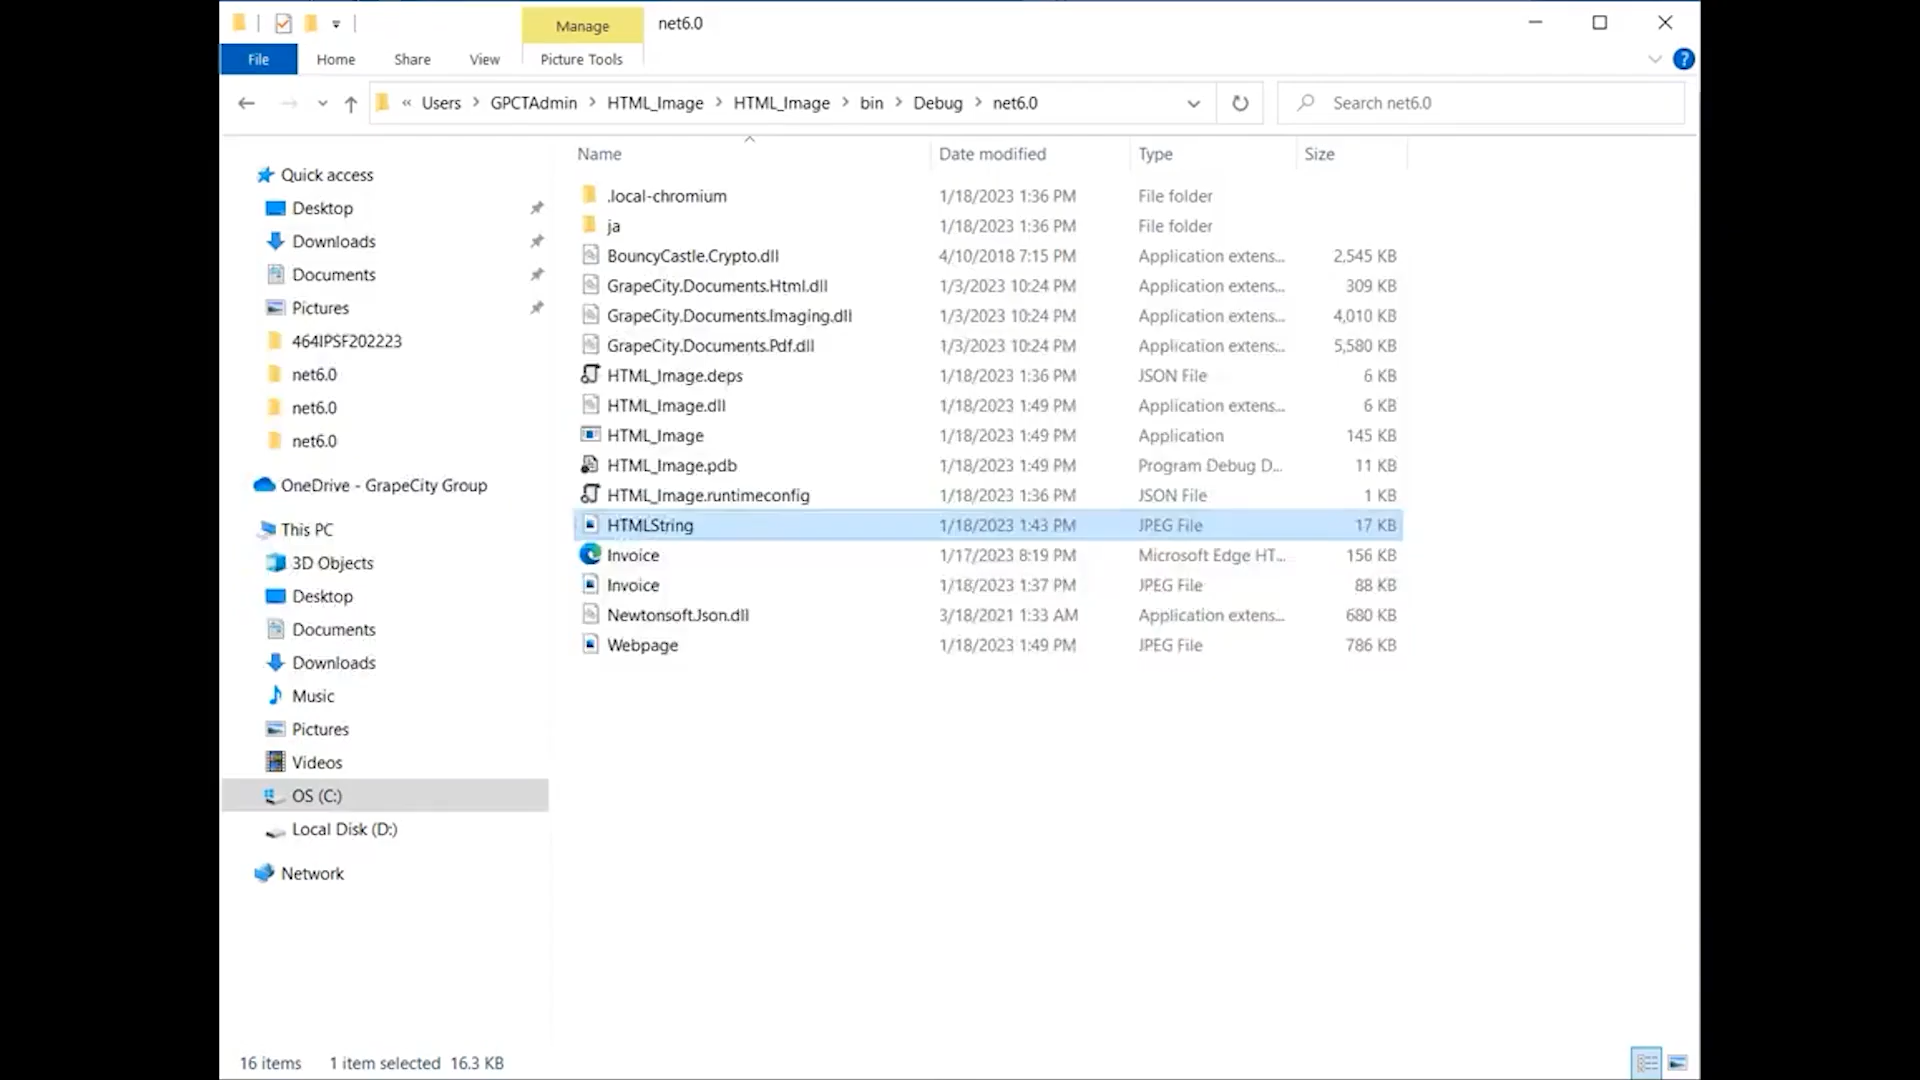 Manage net6.0
File Home Share View Picture Tools
« Users > GPCTAdmin > HTML_Image > HTML_Image > bin > Debug > net6.0 Search net6.0
Name Date modified Type Size
Quick access
Desktop
Downloads
Documents
Pictures
464IPSF202223
net6.0
net6.0
net6.0
OneDrive - GrapeCity Group
This PC
3D Objects
Desktop
Documents
Downloads
Music
Pictures
Videos
OS (C:)
Local Disk (D:)
Network
.local-chromium 1/18/2023 1:36 PM File folder
ja 1/18/2023 1:36 PM File folder
BouncyCastle.Crypto.dll 4/10/2018 7:15 PM Application extens... 2,545 KB
GrapeCity.Documents.Html.dll 1/3/2023 10:24 PM Application extens... 309 KB
GrapeCity.Documents.Imaging.dll 1/3/2023 10:24 PM Application extens... 4,010 KB
GrapeCity.Documents.Pdf.dll 1/3/2023 10:24 PM Application extens... 5,580 KB
HTML_Image.deps 1/18/2023 1:36 PM JSON File 6 KB
HTML_Image.dll 1/18/2023 1:49 PM Application extens... 6 KB
HTML_Image 1/18/2023 1:49 PM Application 145 KB
HTML_Image.pdb 1/18/2023 1:49 PM Program Debug D... 11 KB
HTML_Image.runtimeconfig 1/18/2023 1:36 PM JSON File 1 KB
HTMLString 1/18/2023 1:43 PM JPEG File 17 KB
Invoice 1/17/2023 8:19 PM Microsoft Edge HT... 156 KB
Invoice 1/18/2023 1:37 PM JPEG File 88 KB
Newtonsoft.Json.dll 3/18/2021 1:33 AM Application extens... 680 KB
Webpage 1/18/2023 1:49 PM JPEG File 786 KB
16 items 1 item selected 16.3 KB